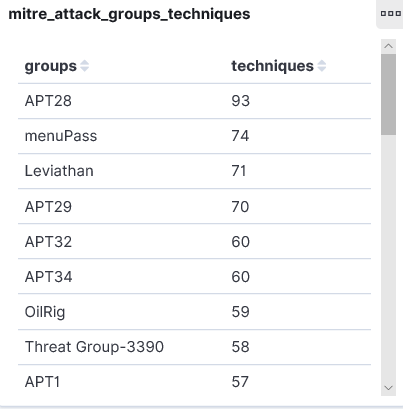 mitre_attack_groups_techniques
groups techniques
APT28 93
menuPass 74
Leviathan 71
APT29 70
APT32 60
APT34 60
OilRig 59
Threat Group-3390 58
APT1 57